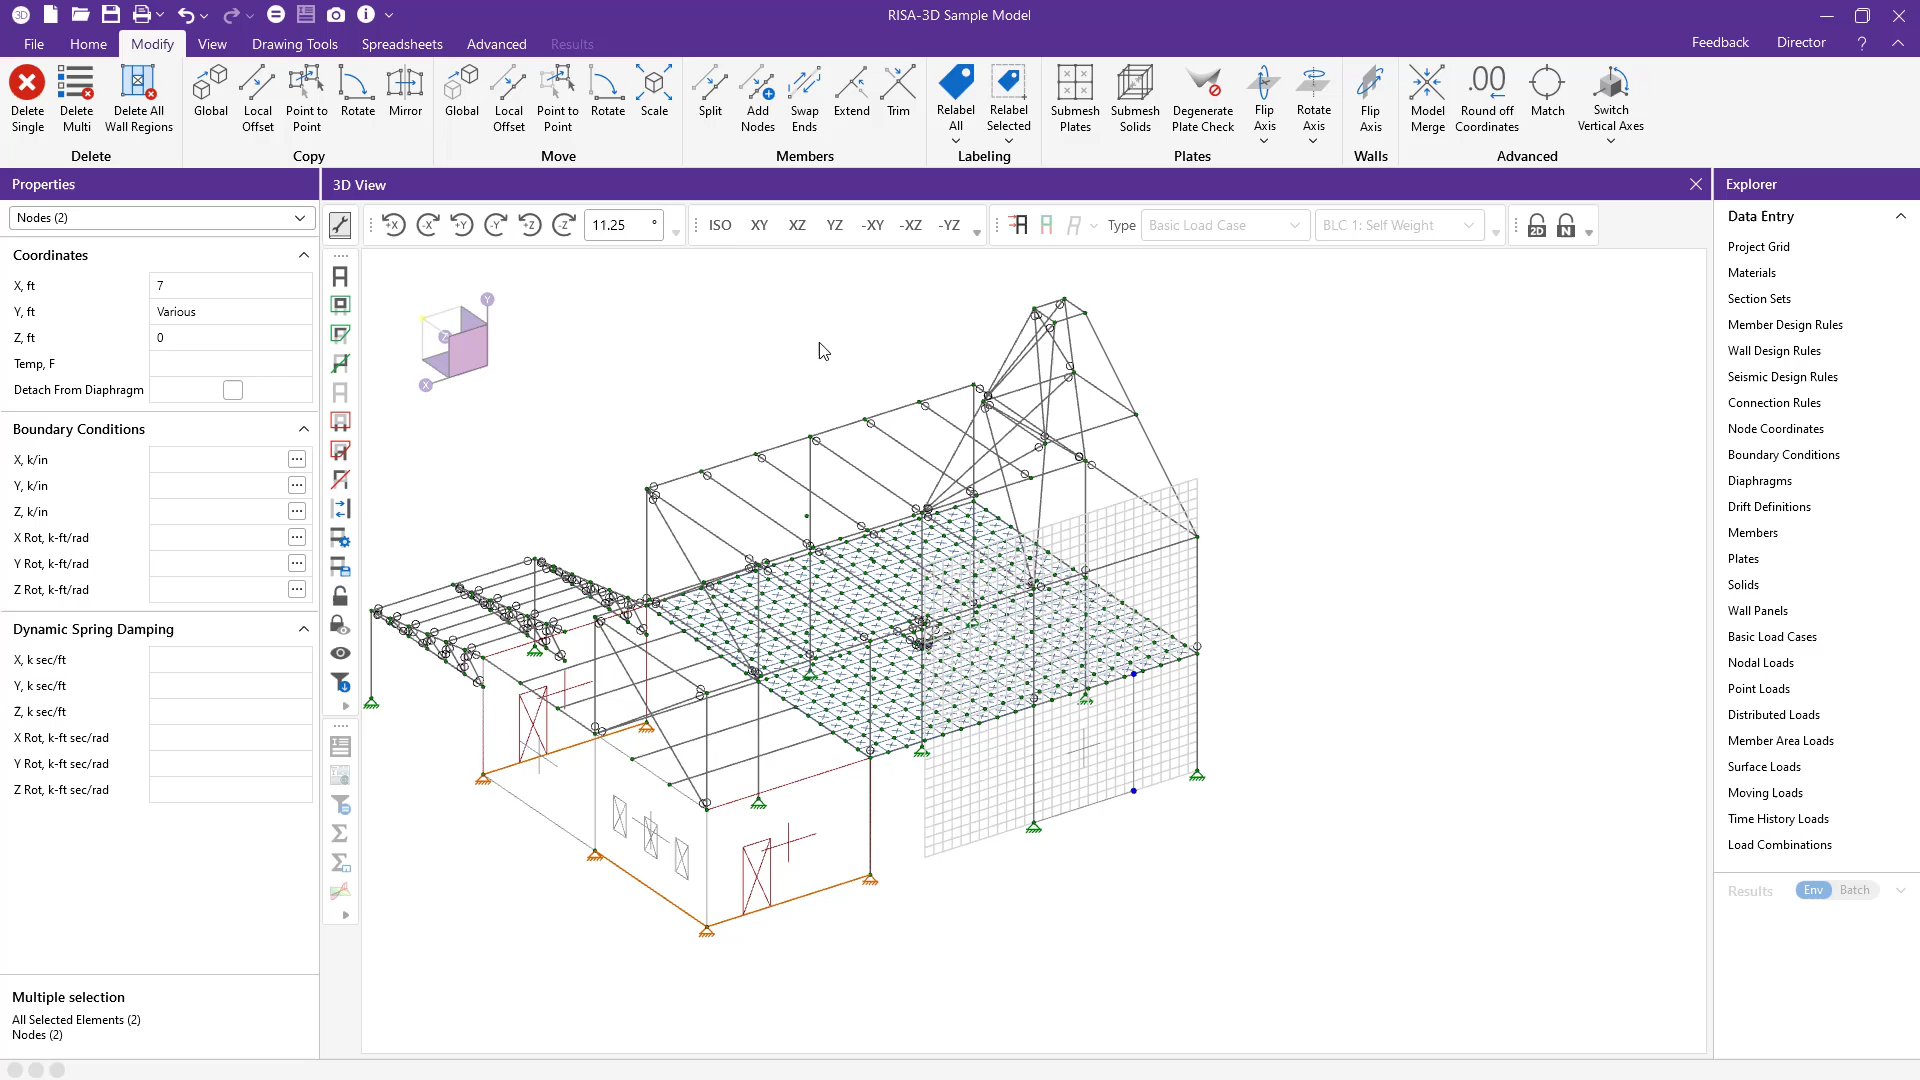 3D
RISA-3D Sample Model
File Home Modify View Drawing Tools Spreadsheets Advanced Results
Feedback Director ?
Delete Single
Delete Multi
Delete All Wall Regions
Delete
Global
Local Offset
Point to Point
Rotate
Mirror
Copy
Global
Local Offset
Point to Point
Rotate
Scale
Move
Split
Add Nodes
Swap Ends
Extend
Trim
Members
Relabel All
Relabel Selected
Labeling
Submesh Plates
Submesh Solids
Degenerate Plate Check
Flip Axis
Rotate Axis
Plates
Flip Axis
Walls
Model Merge
.00
Round off Coordinates
Match
Switch Vertical Axes
Advanced
Properties
Nodes (2)
Coordinates
X, ft 7
Y, ft Various
Z, ft 0
Temp, F
Detach From Diaphragm
Boundary Conditions
X, k/in ...
Y, k/in ...
Z, k/in ...
X Rot, k-ft/rad ...
Y Rot, k-ft/rad ...
Z Rot, k-ft/rad ...
Dynamic Spring Damping
X, k sec/ft
Y, k sec/ft
Z, k sec/ft
X Rot, k-ft sec/rad
Y Rot, k-ft sec/rad
Z Rot, k-ft sec/rad
Multiple selection
All Selected Elements (2)
Nodes (2)
3D View
+X -X +Y -Y +Z -Z 11.25 ° ISO XY XZ YZ -XY -XZ -YZ Type Basic Load Case BLC 1: Self Weight 2D N
Y
Z
X
Explorer
Data Entry
Project Grid
Materials
Section Sets
Member Design Rules
Wall Design Rules
Seismic Design Rules
Connection Rules
Node Coordinates
Boundary Conditions
Diaphragms
Drift Definitions
Members
Plates
Solids
Wall Panels
Basic Load Cases
Nodal Loads
Point Loads
Distributed Loads
Member Area Loads
Surface Loads
Moving Loads
Time History Loads
Load Combinations
Results Env Batch